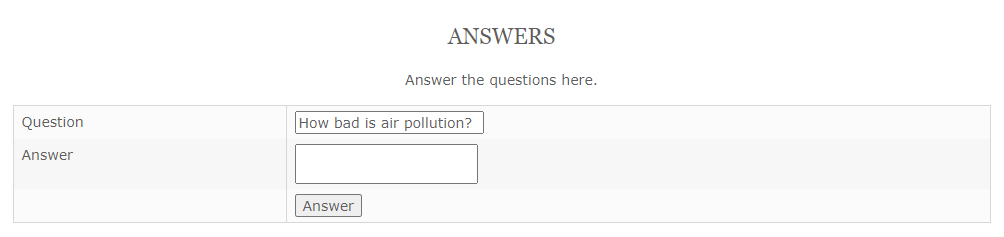 ANSWERS
Answer the questions here.
Question How bad is air pollution?
Answer
Answer